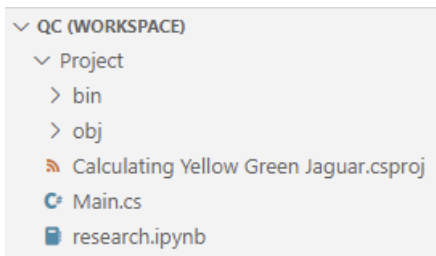 QC (WORKSPACE)
Project
bin
obj
Calculating Yellow Green Jaguar.csproj
C# Main.cs
research.ipynb